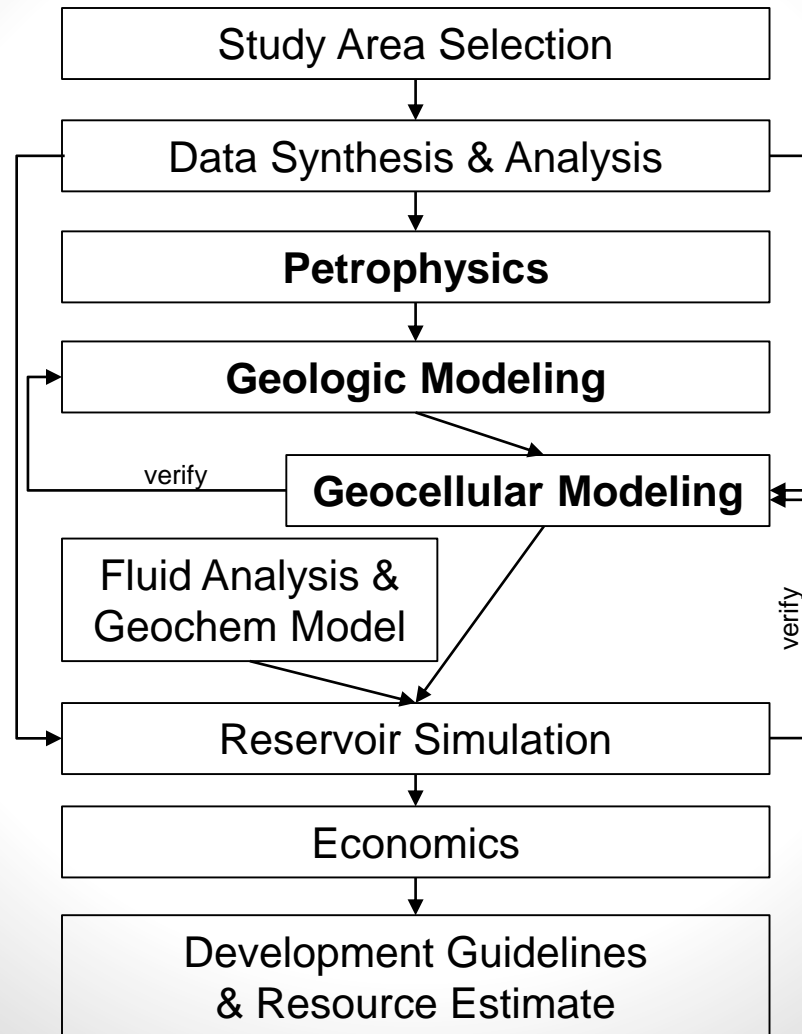 Study Area Selection
Data Synthesis & Analysis
Petrophysics
Geologic Modeling
verify
Geocellular Modeling
Fluid Analysis &
Geochem Model
verify
Reservoir Simulation
Economics
Development Guidelines
& Resource Estimate